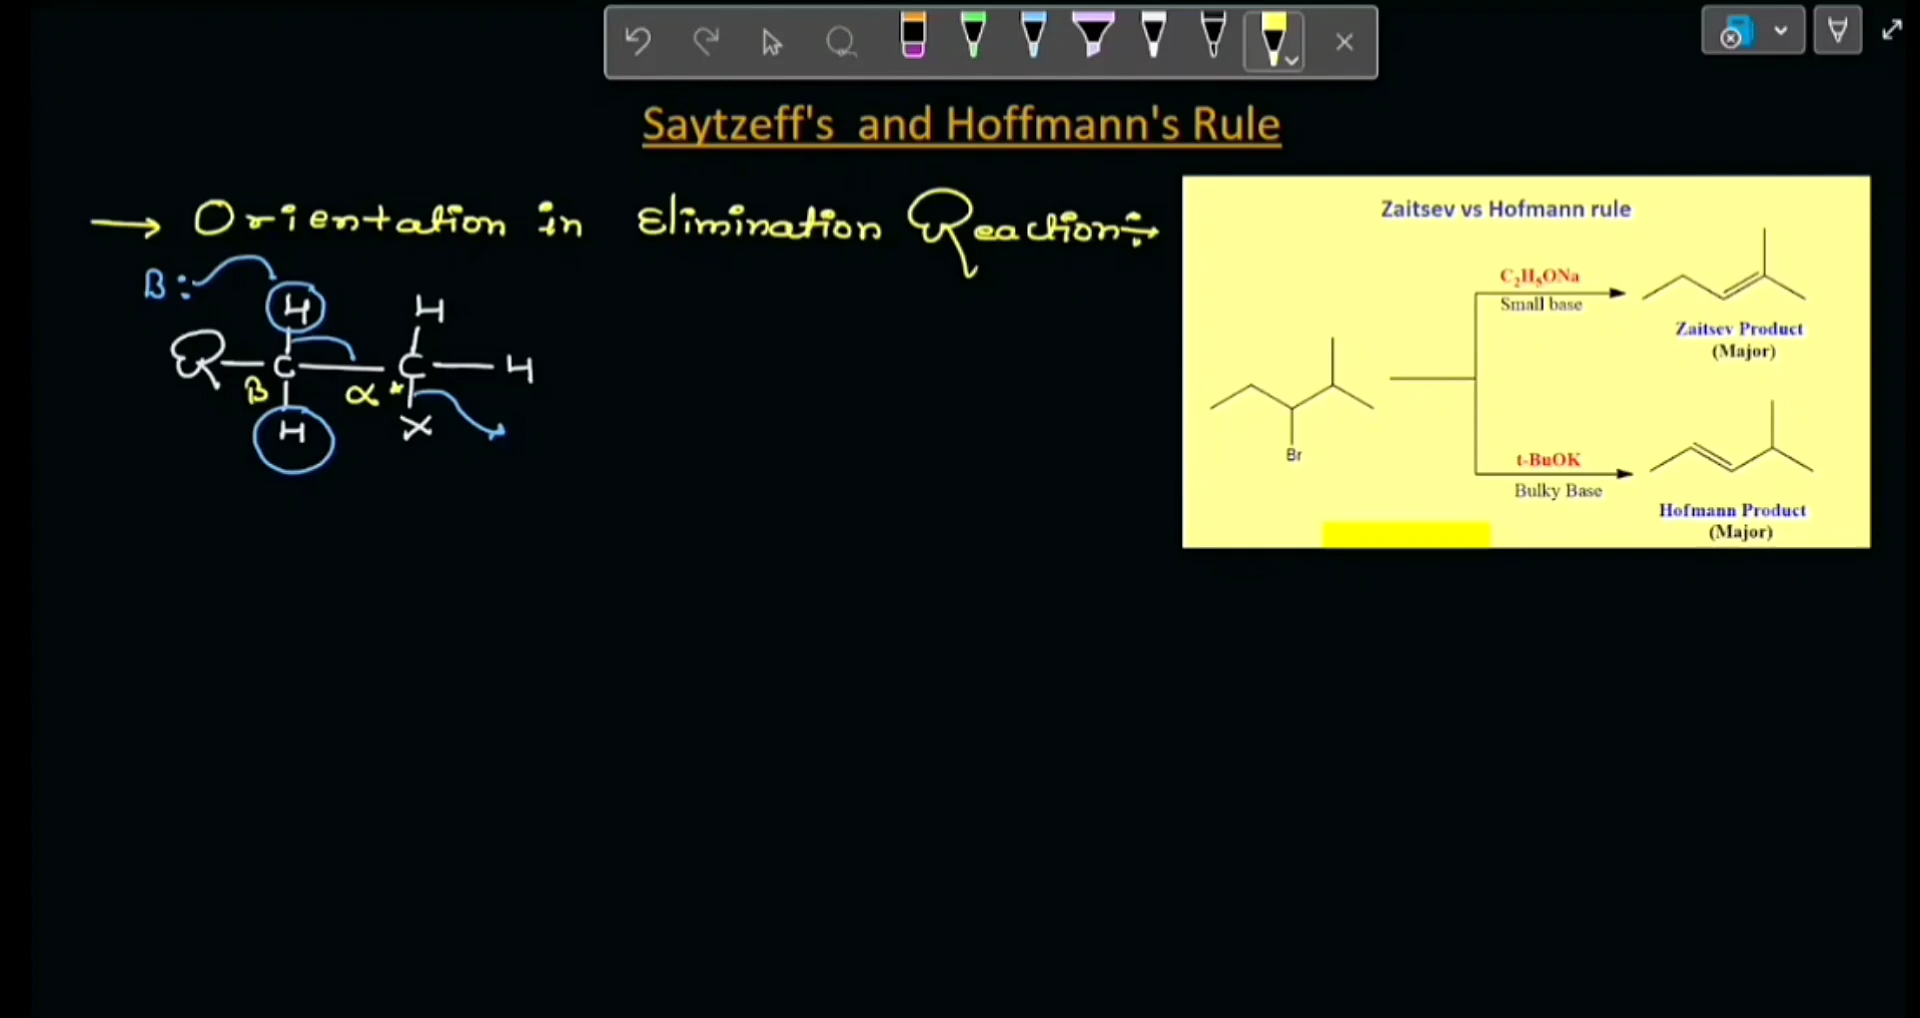 Saytzeff's and Hoffmann's Rule
→ Orientation in Elimination Reaction:→
B:
H H
R—C—C—H
β α *
H X
Zaitsev vs Hofmann rule
C₂H₅ONa
Small base
Zaitsev Product
(Major)
Br
t-BuOK
Bulky Base
Hofmann Product
(Major)